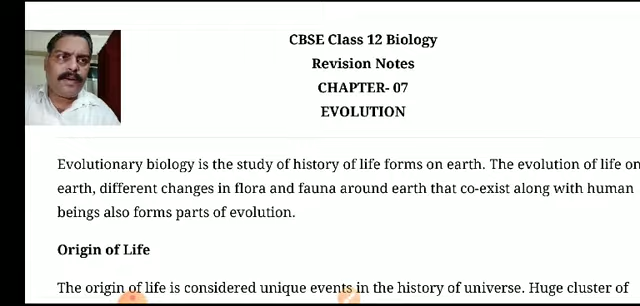 CBSE Class 12 Biology
Revision Notes
CHAPTER- 07
EVOLUTION
Evolutionary biology is the study of history of life forms on earth. The evolution of life on
earth, different changes in flora and fauna around earth that co-exist along with human
beings also forms parts of evolution.
Origin of Life
The origin of life is considered unique events in the history of universe. Huge cluster of